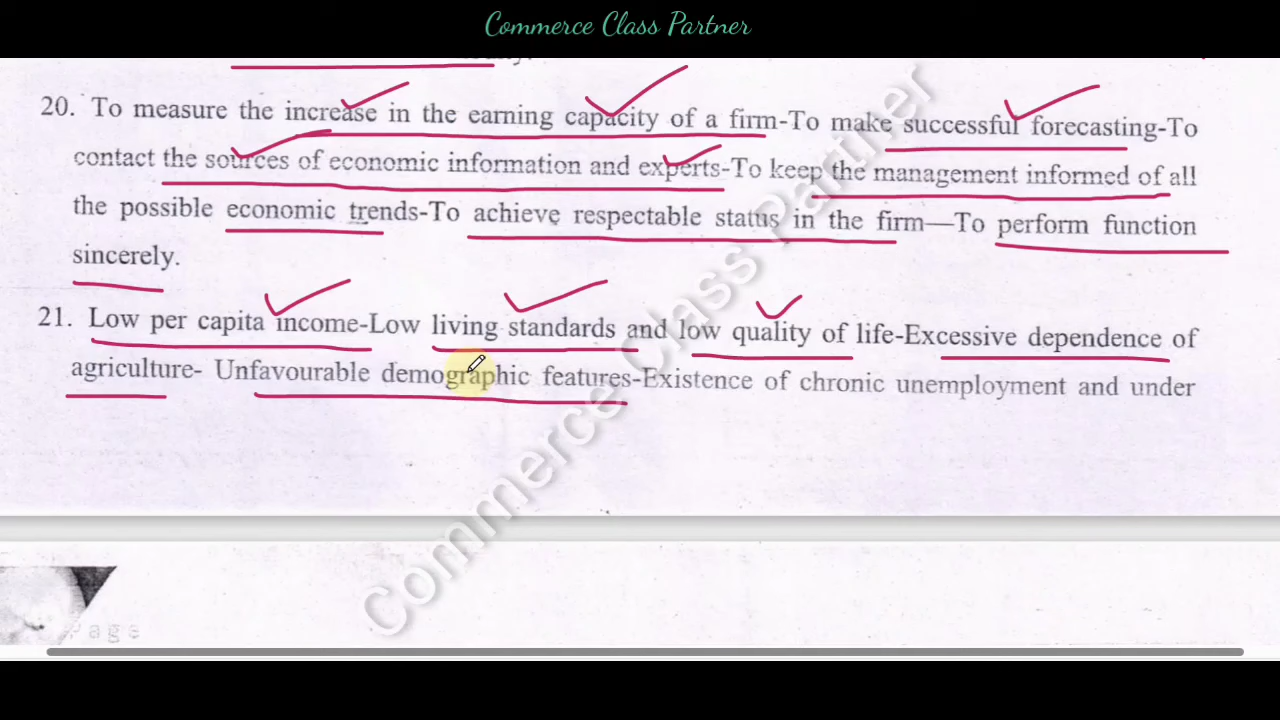 Commerce Class Partner
20. To measure the increase in the earning capacity of a firm-To make successful forecasting-To
contact the sources of economic information and experts-To keep the management informed of all
the possible economic trends-To achieve respectable status in the firm—To perform function
sincerely.
21. Low per capita income-Low living standards and low quality of life-Excessive dependence of
agriculture- Unfavourable demographic features-Existence of chronic unemployment and under
Commerce Class Partner
Page